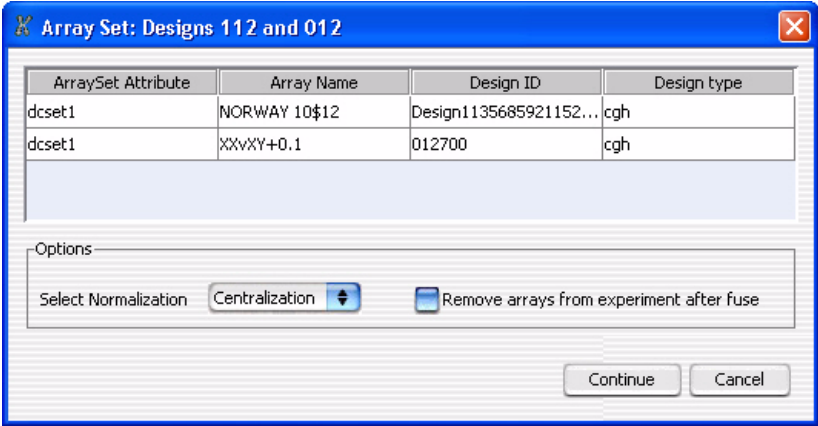 Array Set: Designs 112 and 012
ArraySet Attribute Array Name Design ID Design type
dcset1 NORWAY 10$12 Design1135685921152... cgh
dcset1 XXvXY+0.1 012700 cgh
Options
Select Normalization Centralization Remove arrays from experiment after fuse
Continue Cancel